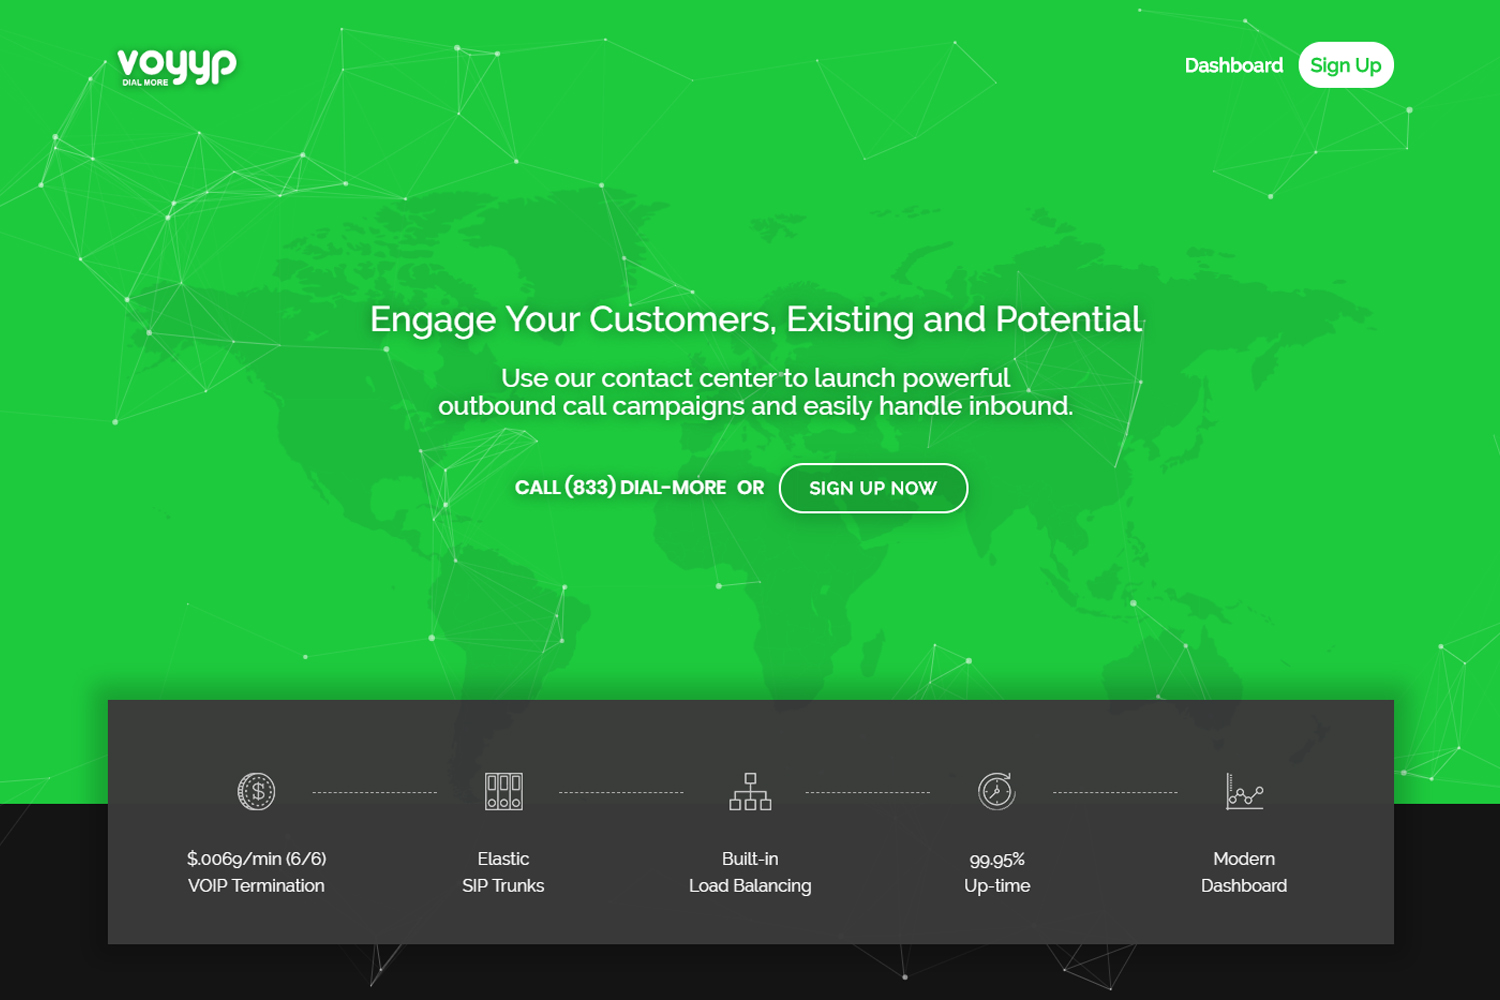 voyyp
DIAL MORE
Dashboard
Sign Up
Engage Your Customers, Existing and Potential
Use our contact center to launch powerful
outbound call campaigns and easily handle inbound.
CALL (833) DIAL-MORE OR
SIGN UP NOW
$.0069/min (6/6)
VOIP Termination
Elastic
SIP Trunks
Built-in
Load Balancing
99.95%
Up-time
Modern
Dashboard